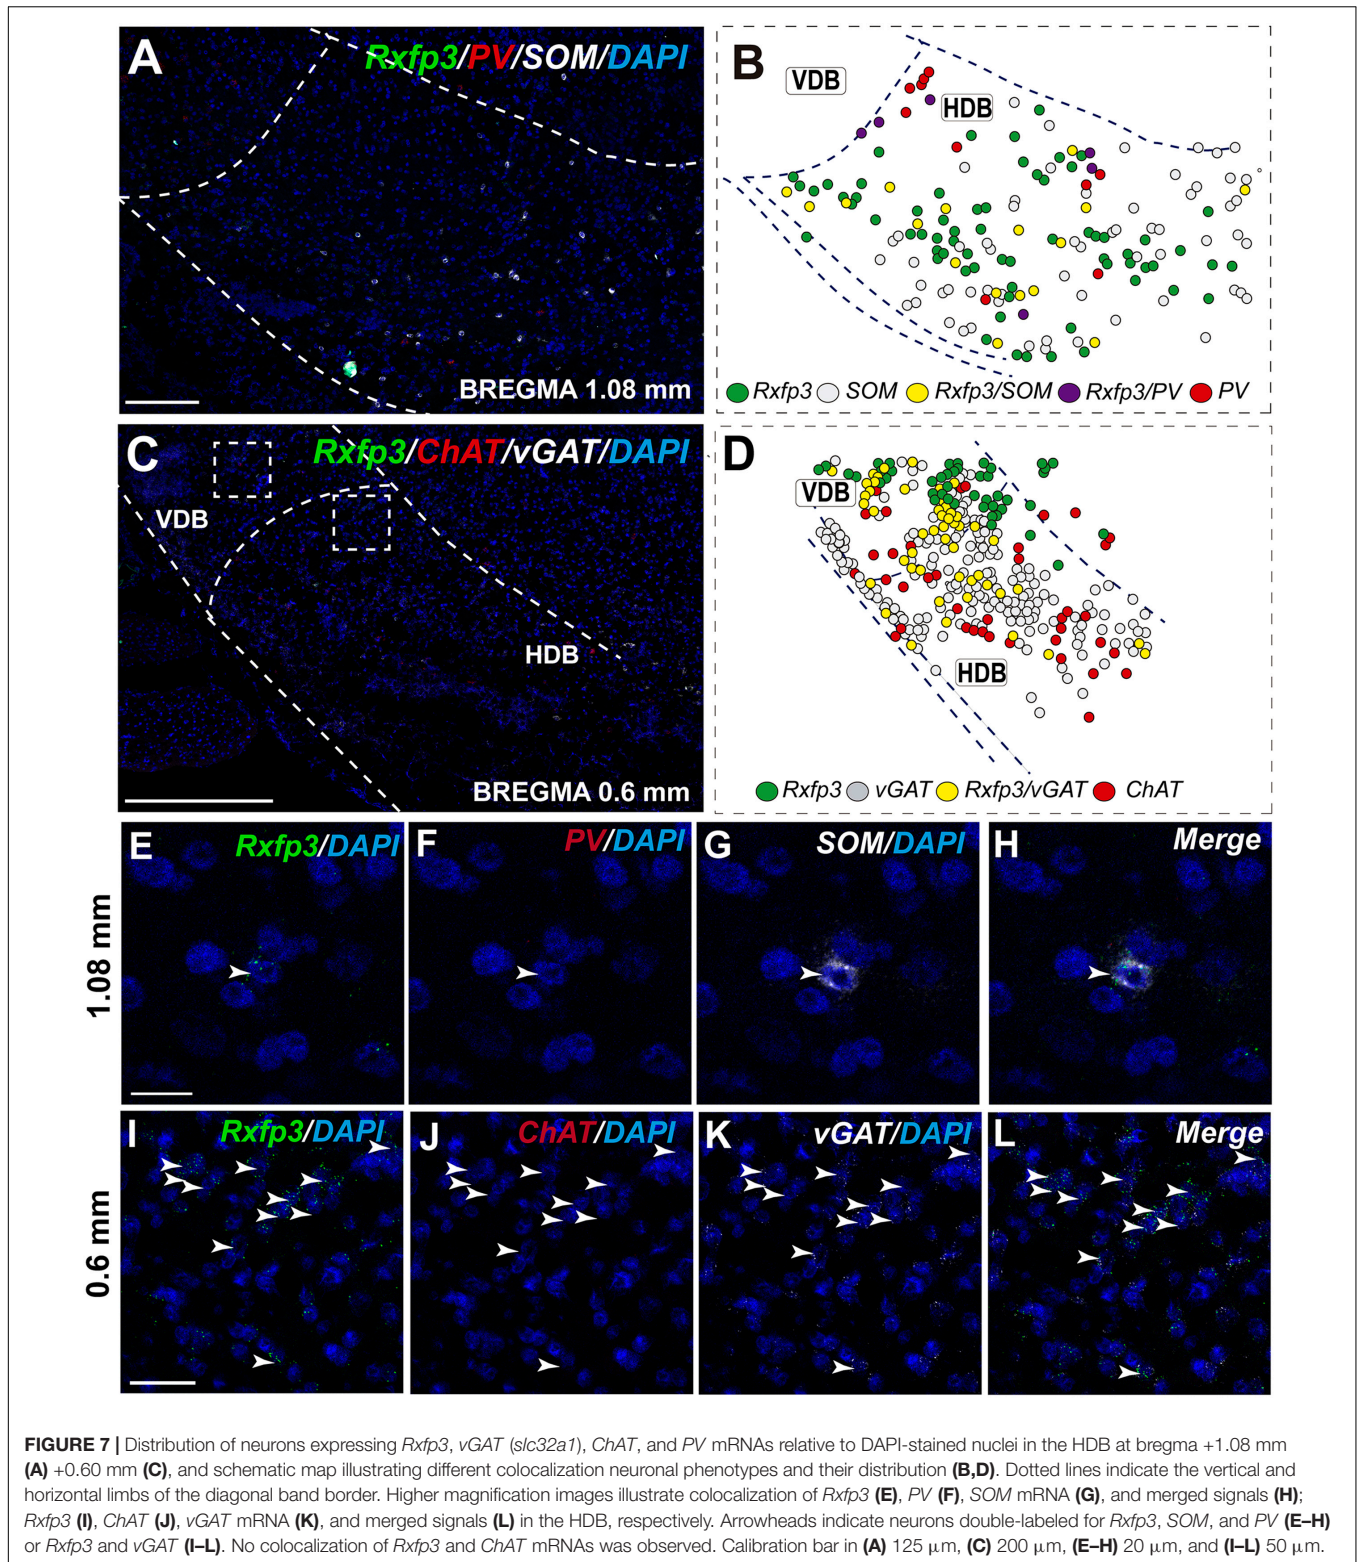 A
Rxfp3/PV/SOM/DAPI
BREGMA 1.08 mm
B
VDB
HDB
Rxfp3 SOM Rxfp3/SOM Rxfp3/PV PV
C
Rxfp3/ChAT/vGAT/DAPI
VDB
HDB
BREGMA 0.6 mm
D
VDB
HDB
Rxfp3 vGAT Rxfp3/vGAT ChAT
1.08 mm
E
Rxfp3/DAPI
F
PV/DAPI
G
SOM/DAPI
H
Merge
0.6 mm
I
Rxfp3/DAPI
J
ChAT/DAPI
K
vGAT/DAPI
L
Merge
FIGURE 7 | Distribution of neurons expressing Rxfp3, vGAT (slc32a1), ChAT, and PV mRNAs relative to DAPI-stained nuclei in the HDB at bregma +1.08 mm
(A) +0.60 mm (C), and schematic map illustrating different colocalization neuronal phenotypes and their distribution (B,D). Dotted lines indicate the vertical and
horizontal limbs of the diagonal band border. Higher magnification images illustrate colocalization of Rxfp3 (E), PV (F), SOM mRNA (G), and merged signals (H);
Rxfp3 (I), ChAT (J), vGAT mRNA (K), and merged signals (L) in the HDB, respectively. Arrowheads indicate neurons double-labeled for Rxfp3, SOM, and PV (E–H)
or Rxfp3 and vGAT (I–L). No colocalization of Rxfp3 and ChAT mRNAs was observed. Calibration bar in (A) 125 μm, (C) 200 μm, (E–H) 20 μm, and (I–L) 50 μm.